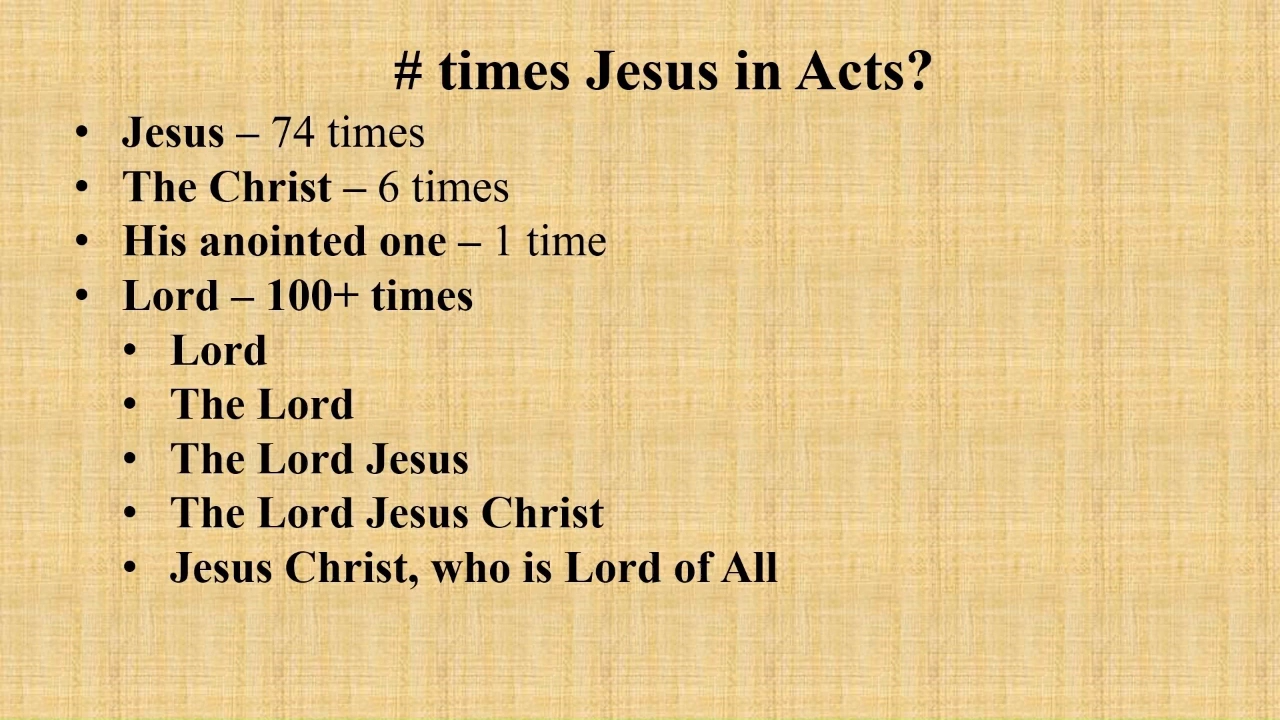 # times Jesus in Acts?
• Jesus – 74 times
• The Christ – 6 times
• His anointed one – 1 time
• Lord – 100+ times
• Lord
• The Lord
• The Lord Jesus
• The Lord Jesus Christ
• Jesus Christ, who is Lord of All